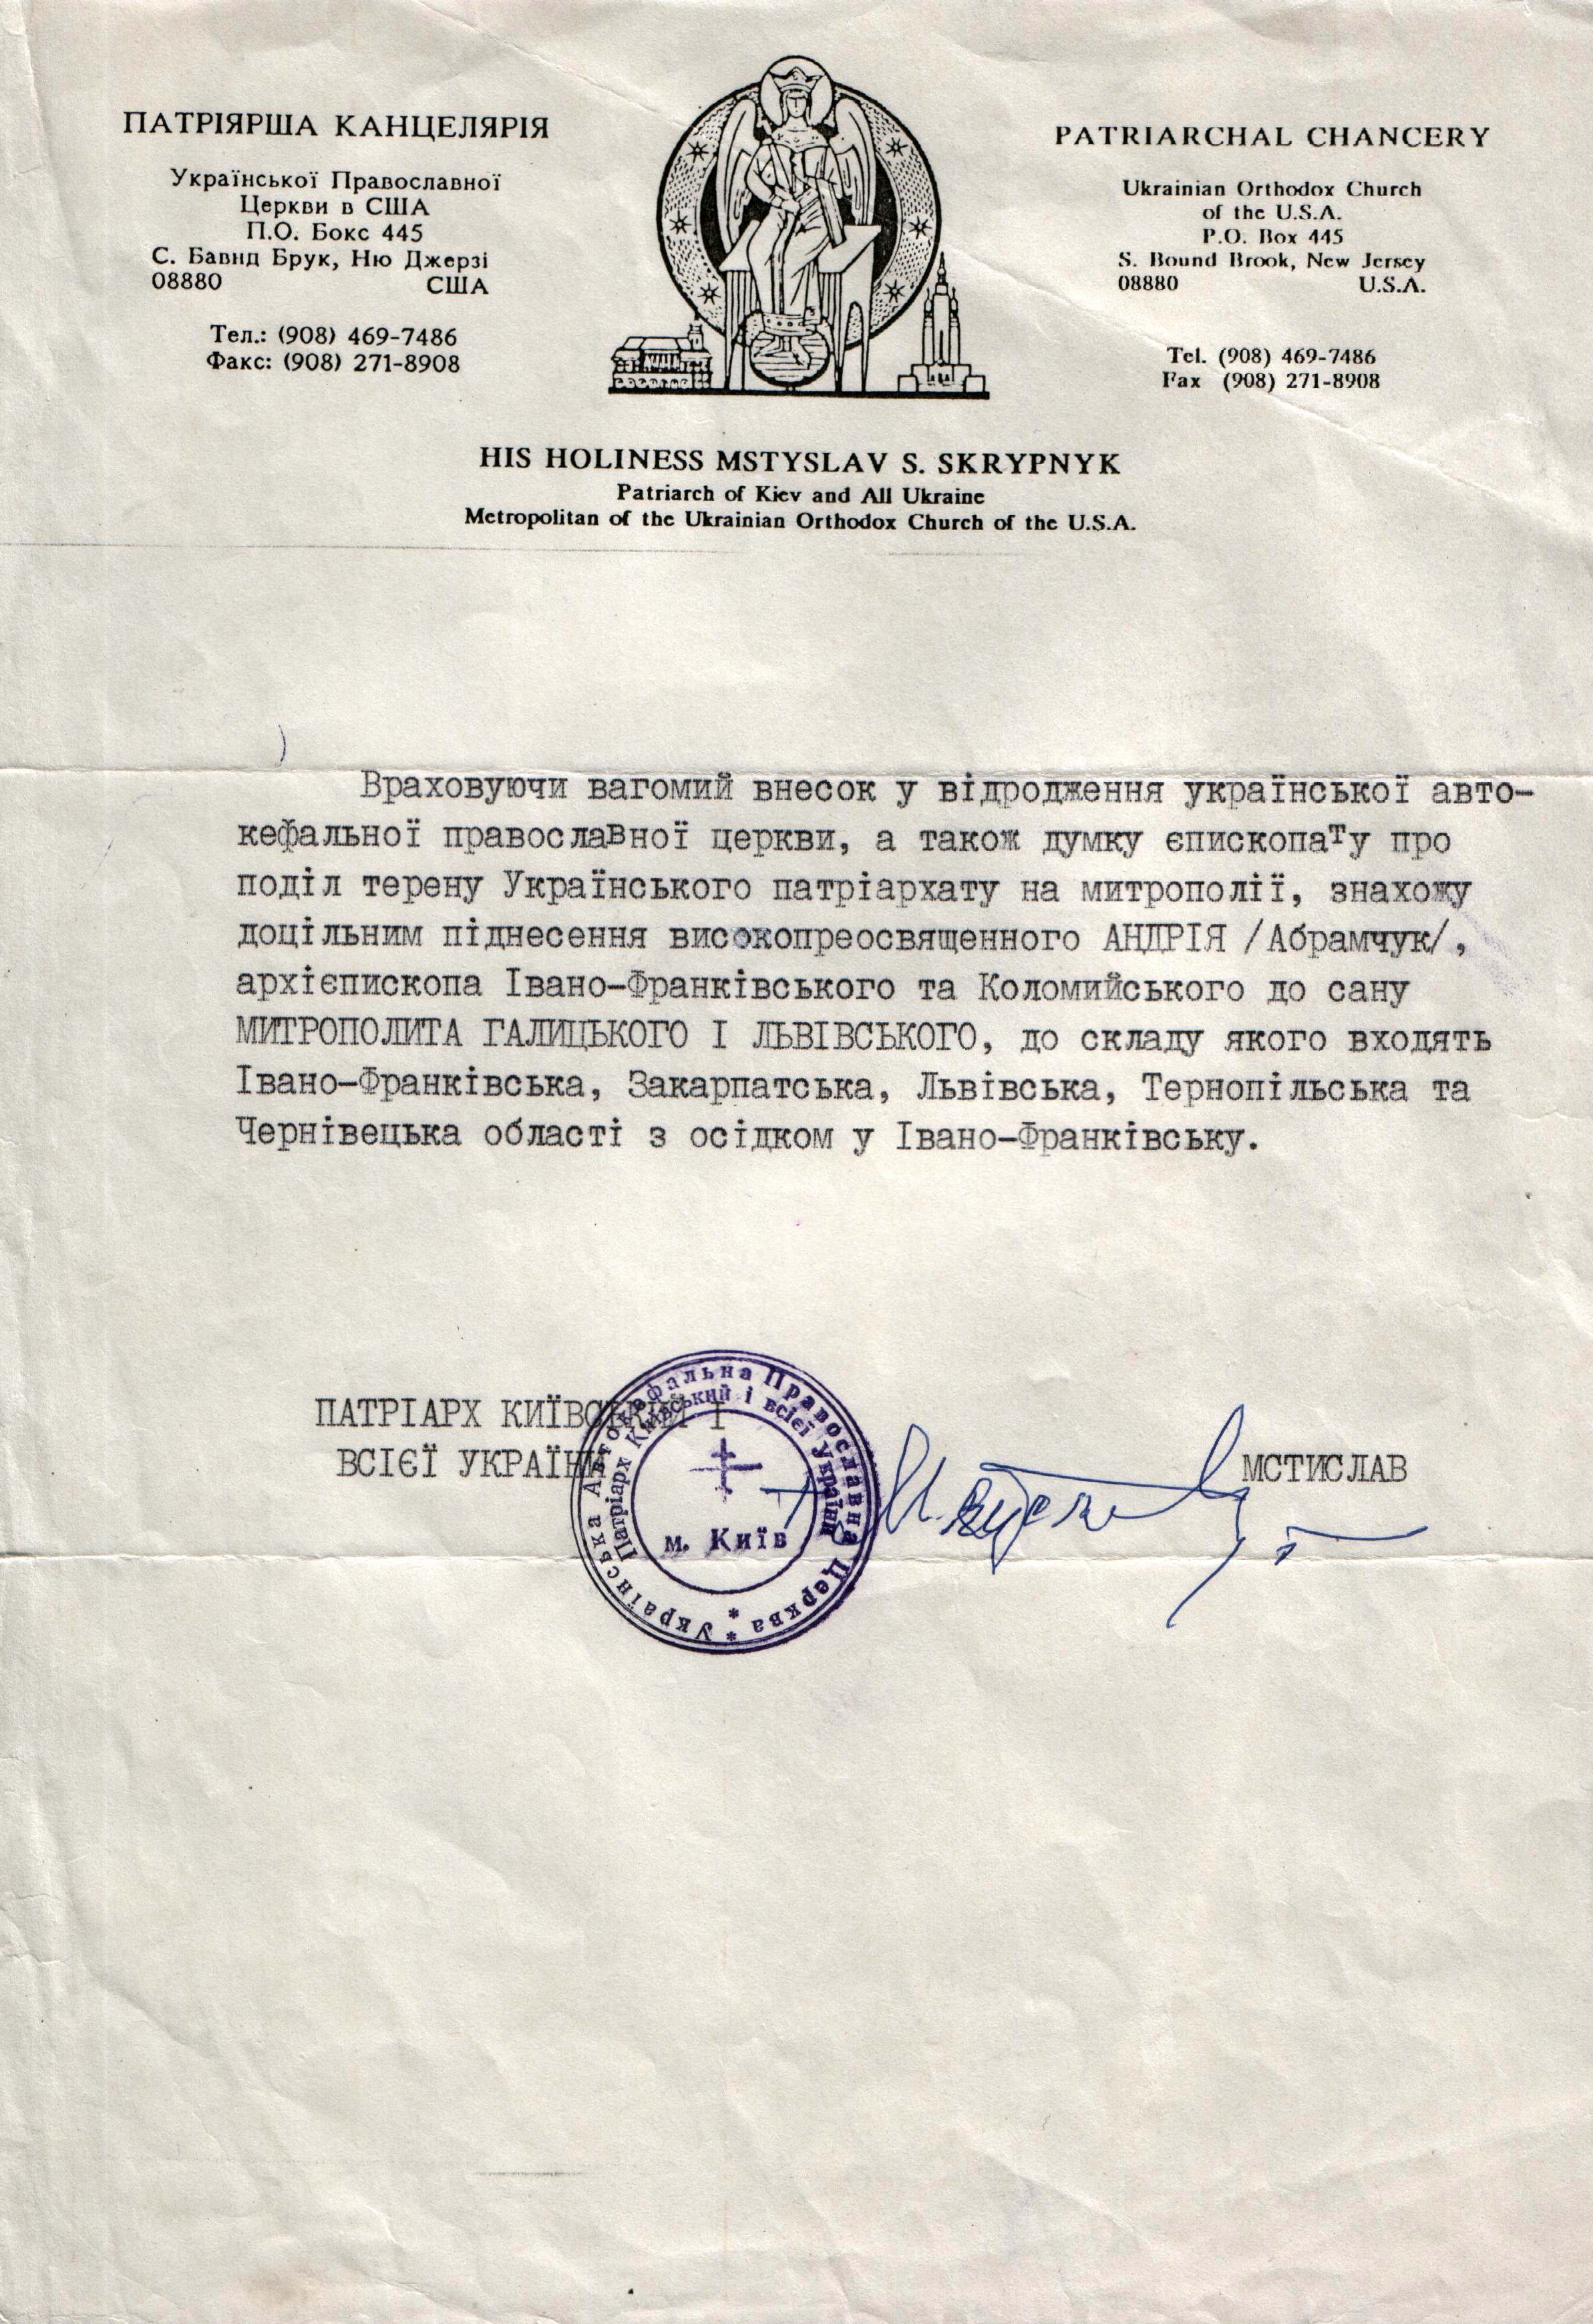 ПАТРІЯРША КАНЦЕЛЯРІЯ
Української Православної
Церкви в США
П.О. Бокс 445
С. Бавнд Брук, Ню Джерзі
08880 США
Тел.: (908) 469-7486
Факс: (908) 271-8908
PATRIARCHAL CHANCERY
Ukrainian Orthodox Church
of the U.S.A.
P.O. Box 445
S. Bound Brook, New Jersey
08880 U.S.A.
Tel. (908) 469-7486
Fax (908) 271-8908
HIS HOLINESS MSTYSLAV S. SKRYPNYK
Patriarch of Kiev and All Ukraine
Metropolitan of the Ukrainian Orthodox Church of the U.S.A.
Враховуючи вагомий внесок у відродження української авто-
кефальної православної церкви, а також думку єпископату про
поділ терену Українського патріархату на митрополії, знахожу
доцільним піднесення високопреосвященного АНДРІЯ /Абрамчук/,
архієпископа Івано-Франківського та Коломийського до сану
МИТРОПОЛИТА ГАЛИЦЬКОГО І ЛЬВІВСЬКОГО, до складу якого входять
Івано-Франківська, Закарпатська, Львівська, Тернопільська та
Чернівецька області з осідком у Івано-Франківську.
ПАТРІАРХ КИЇВСЬКИЙ І
ВСІЄЇ УКРАЇНИ
МСТИСЛАВ
Українська Автокефальна Православна Церква *
Патріарх Київський і всієї України *
м. Київ